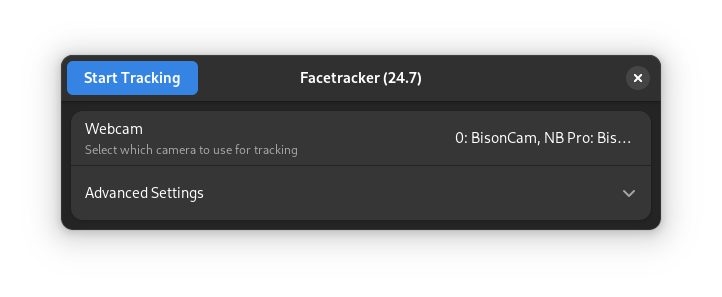 Start Tracking
Facetracker (24.7)
Webcam
Select which camera to use for tracking
0: BisonCam, NB Pro: Bis...
Advanced Settings